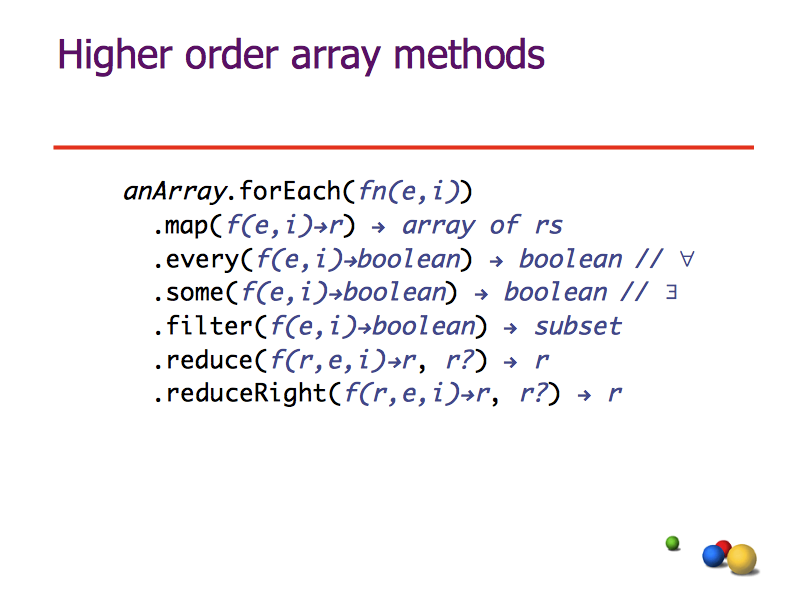 Higher order array methods
anArray.forEach(fn(e,i))
.map(f(e,i)→r) → array of rs
.every(f(e,i)→boolean) → boolean // ∀
.some(f(e,i)→boolean) → boolean // ∃
.filter(f(e,i)→boolean) → subset
.reduce(f(r,e,i)→r, r?) → r
.reduceRight(f(r,e,i)→r, r?) → r